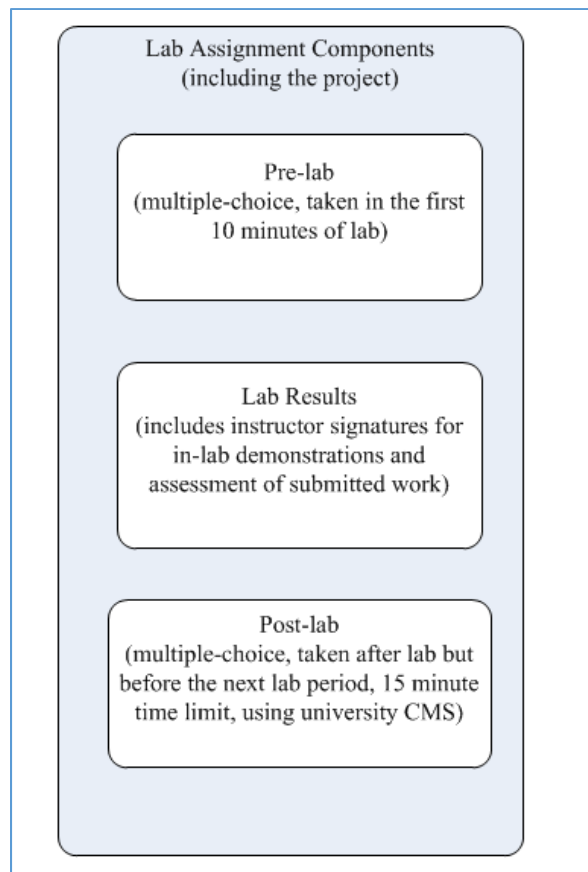 Lab Assignment Components
(including the project)
Pre-lab
(multiple-choice, taken in the first
10 minutes of lab)
Lab Results
(includes instructor signatures for
in-lab demonstrations and
assessment of submitted work)
Post-lab
(multiple-choice, taken after lab but
before the next lab period, 15 minute
time limit, using university CMS)